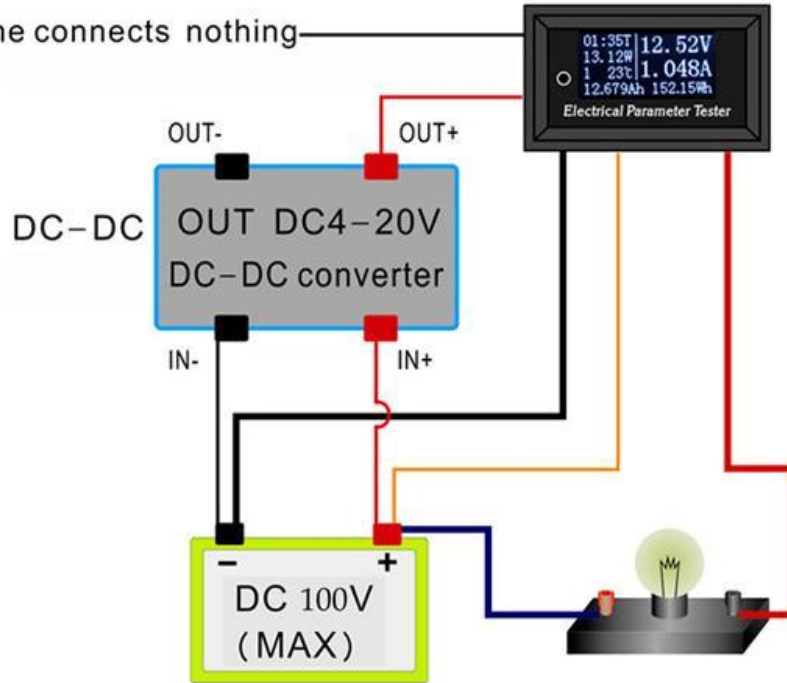 ne connects nothing
01:35T 12.52V
13.12W
1 23℃ 1.048A
12.679Ah 152.15Wh
Electrical Parameter Tester
OUT-
OUT+
DC-DC
OUT DC4-20V
DC-DC converter
IN-
IN+
- +
DC 100V
(MAX)